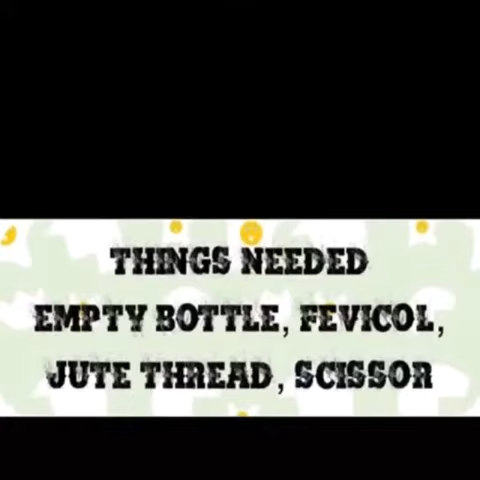 THINGS NEEDED
EMPTY BOTTLE, FEVICOL,
JUTE THREAD, SCISSOR